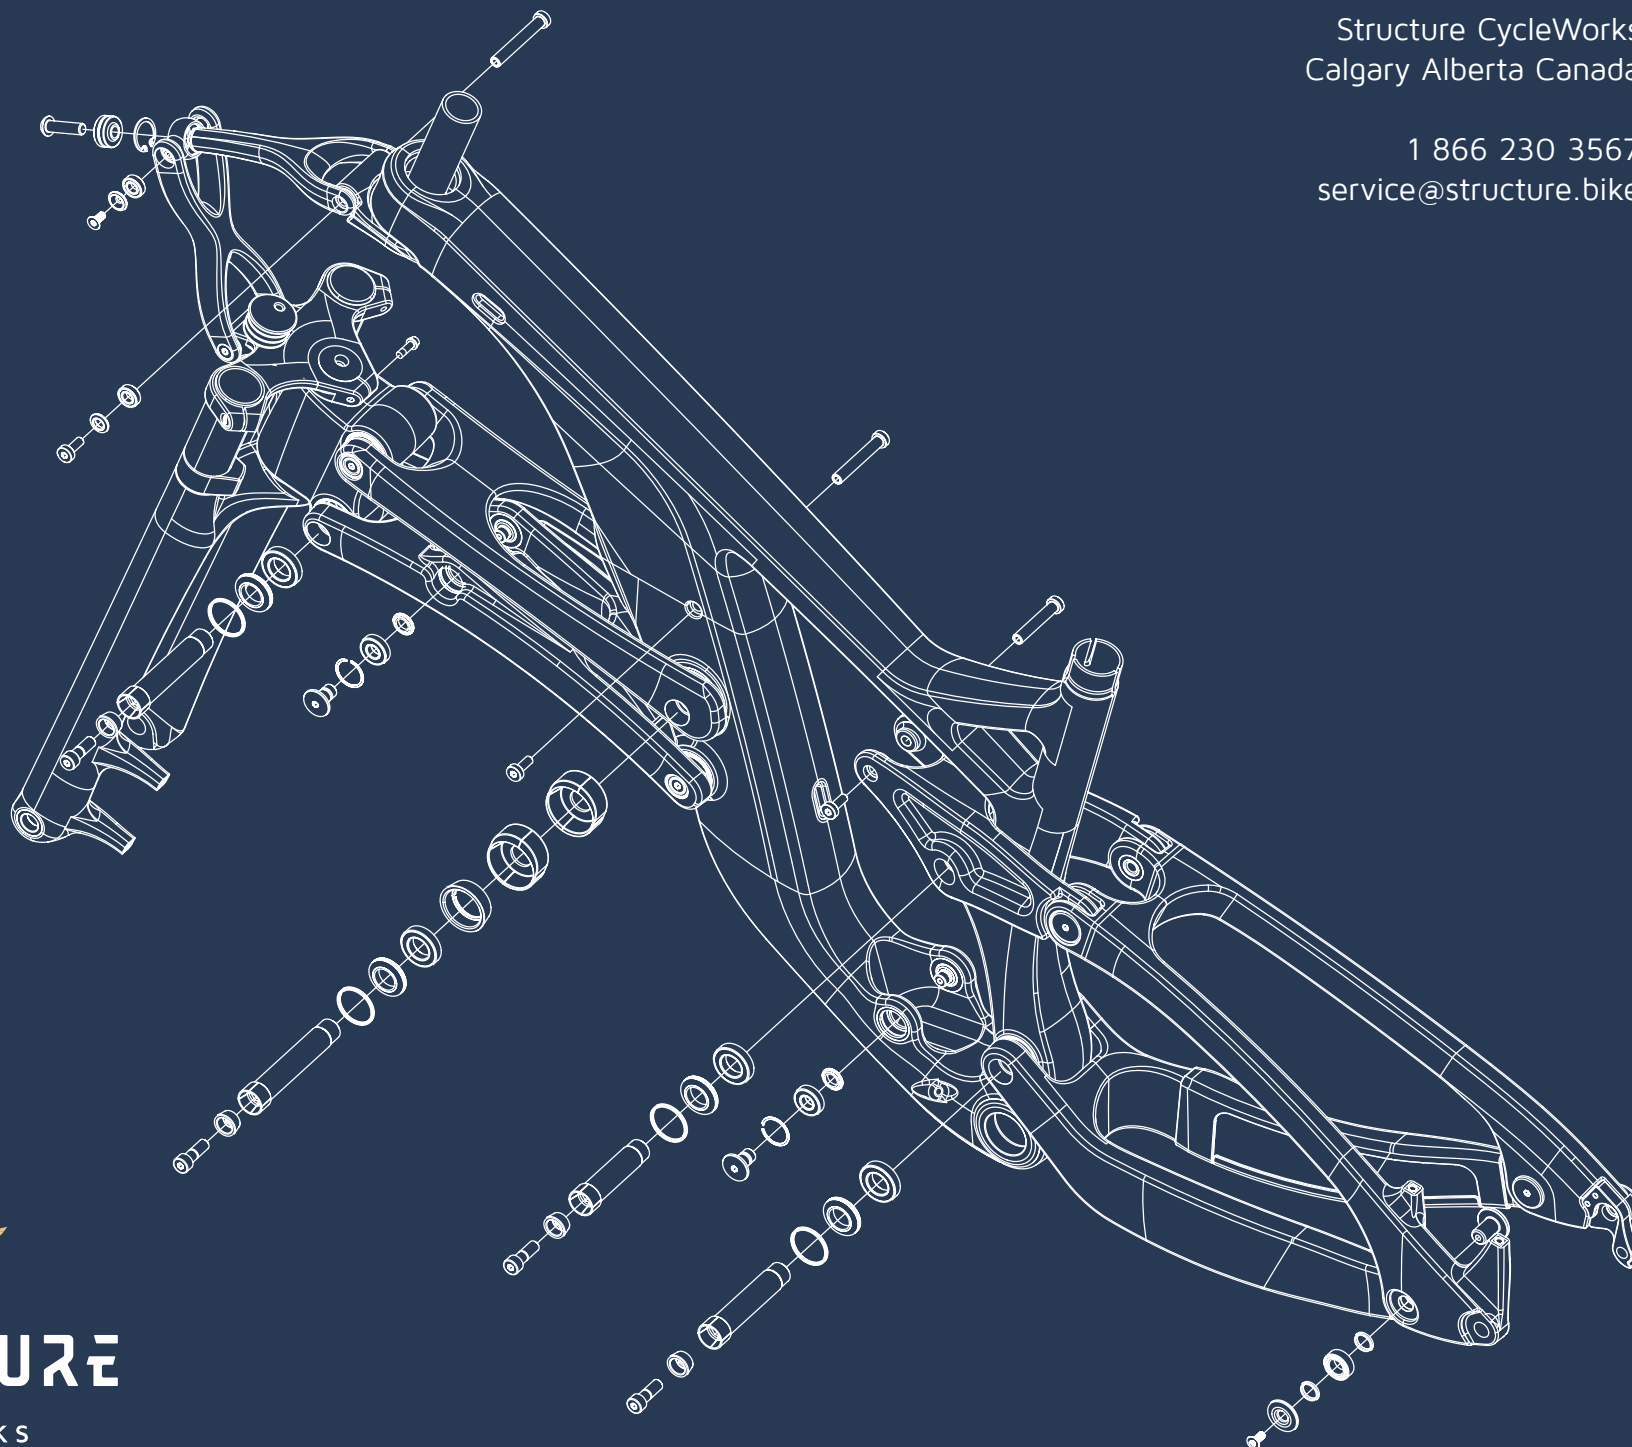 Structure CycleWorks
Calgary Alberta Canada
1 866 230 3567
service@structure.bike
URE
ks